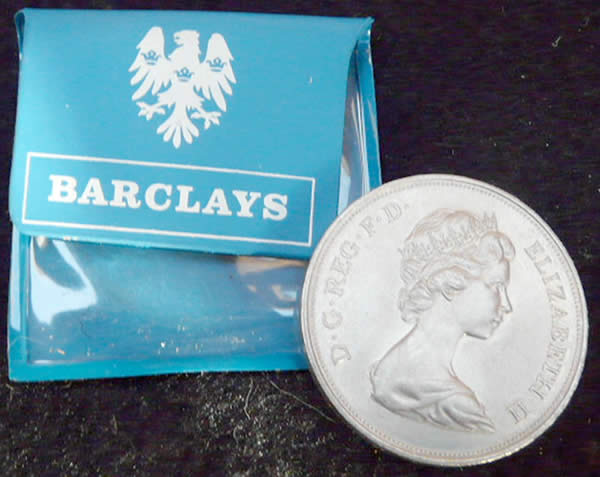 BARCLAYS
D·G·REG·F·D. ELIZABETH II